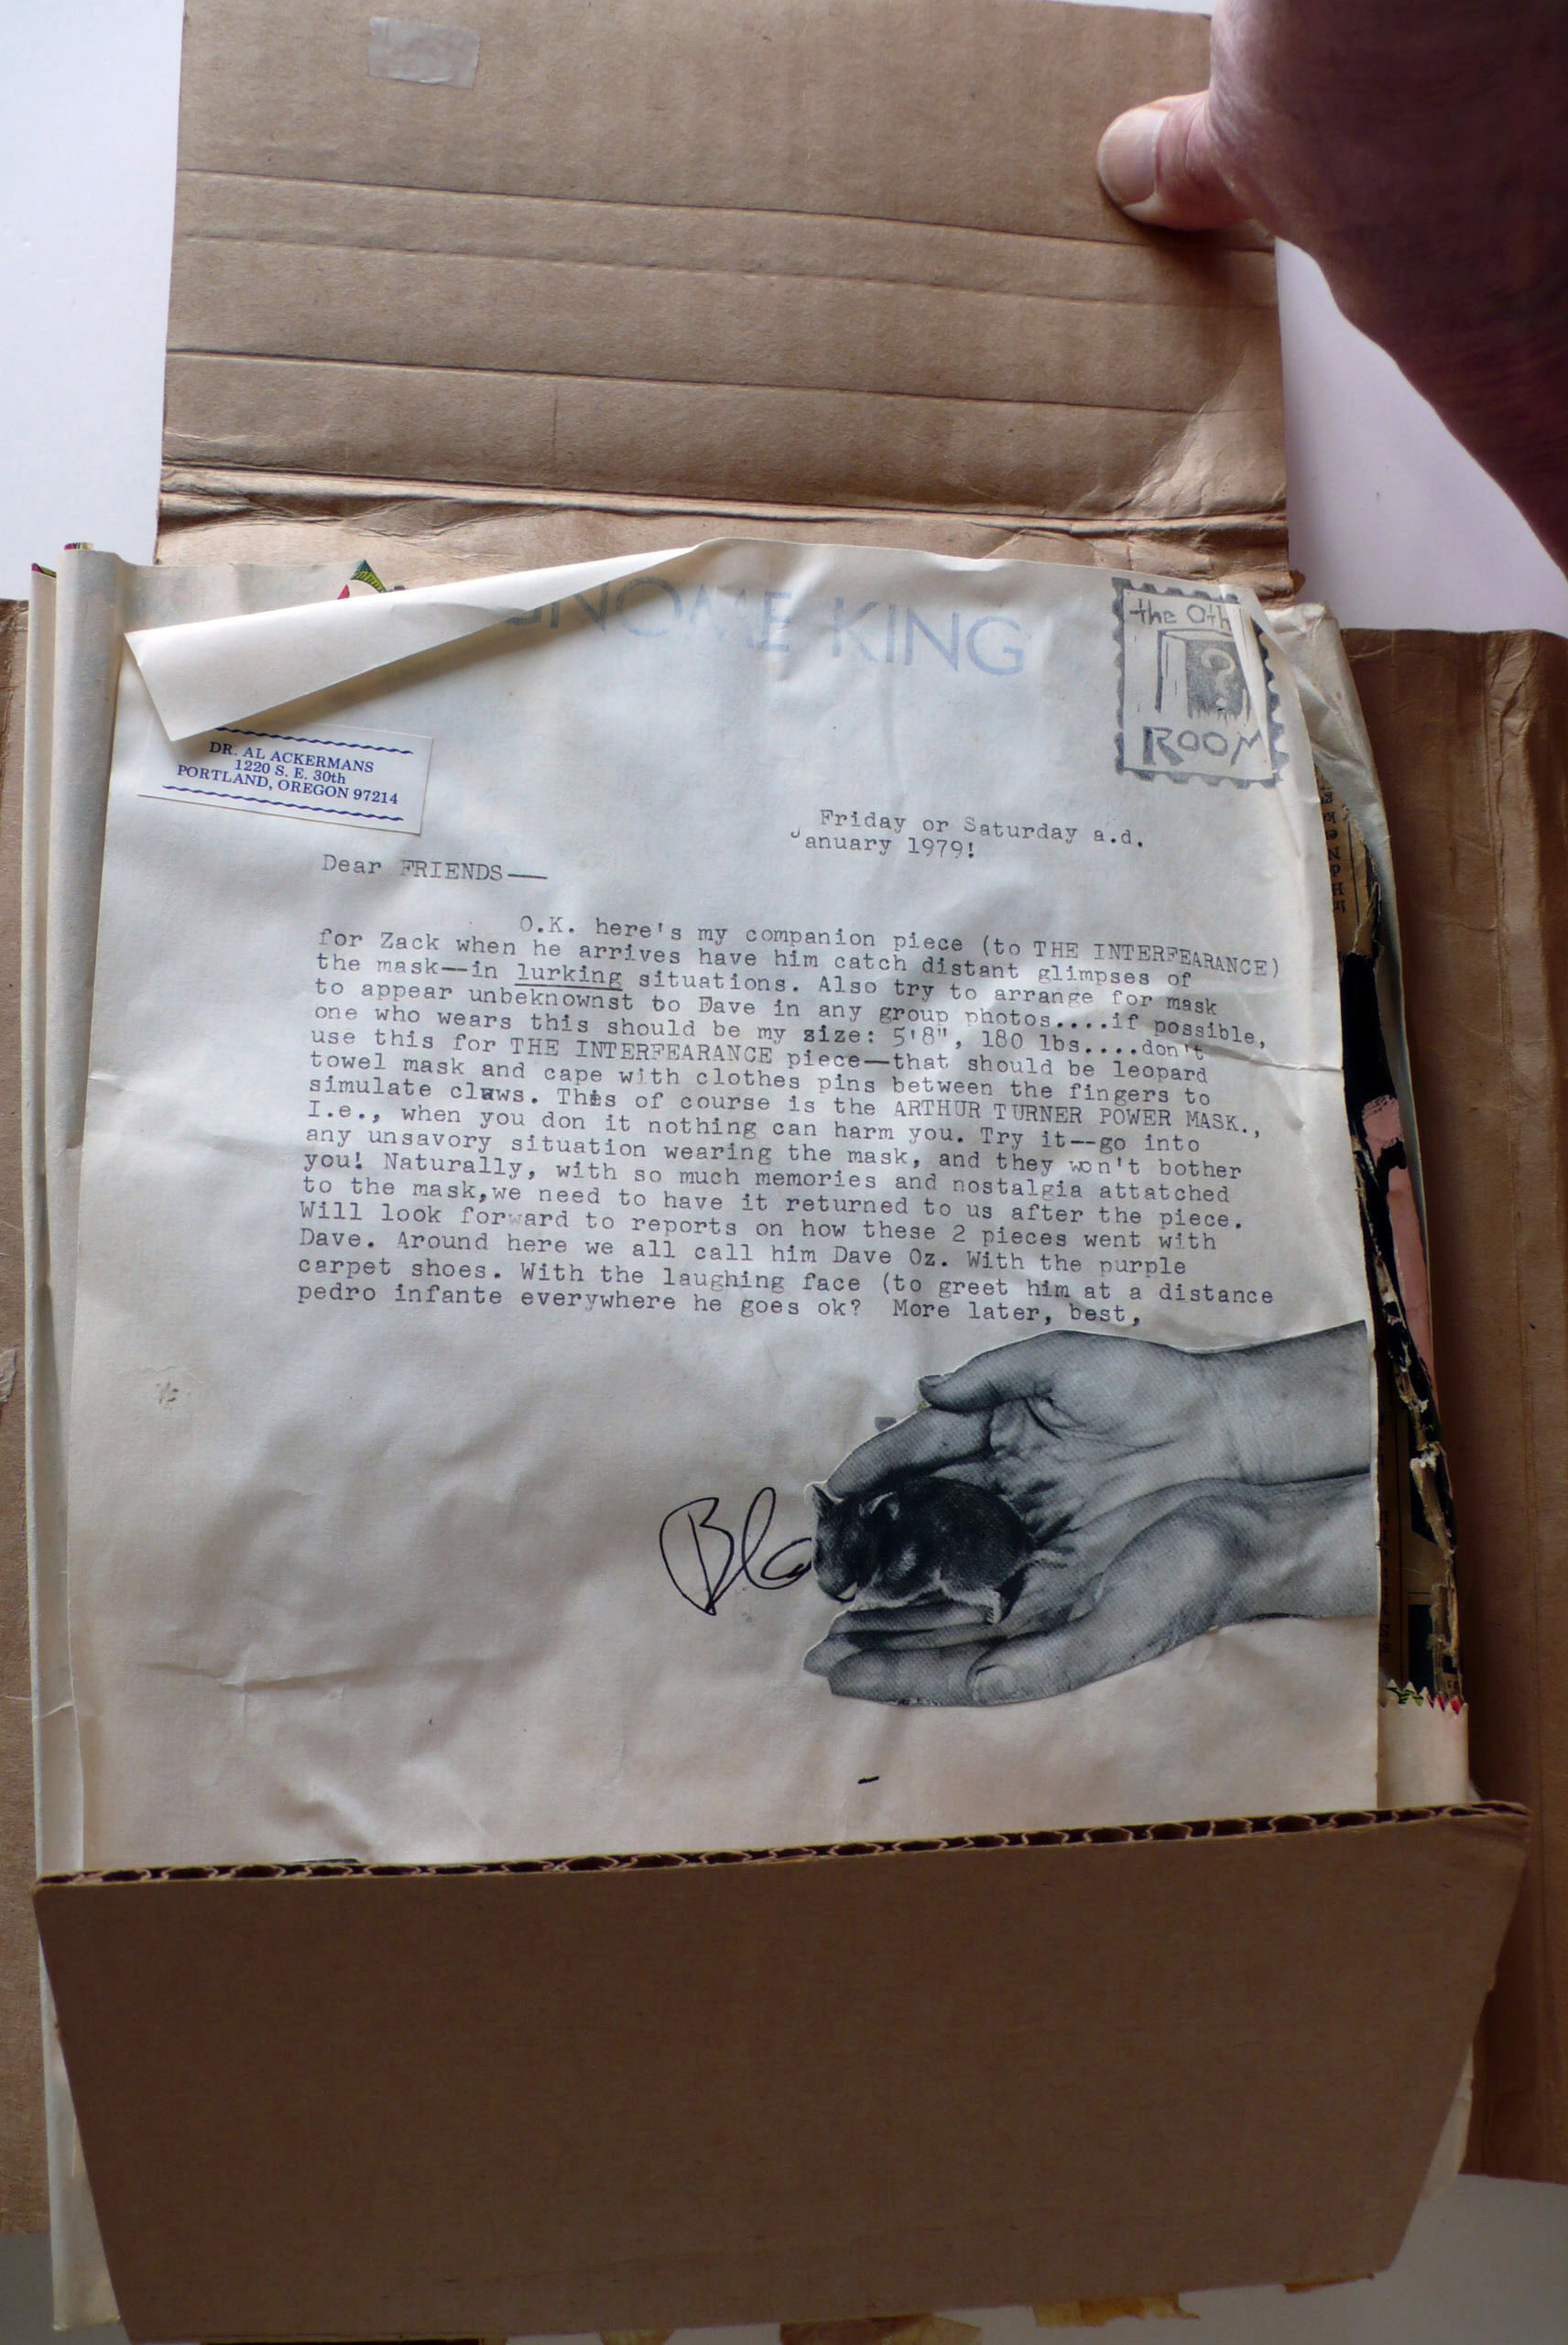 GNOME KING
the Oth
?
ROOM
DR. AL ACKERMANS
1220 S. E. 30th
PORTLAND, OREGON 97214
Friday or Saturday a.d.
January 1979!
Dear FRIENDS—
O.K. here's my companion piece (to THE INTERFEARANCE)
for Zack when he arrives have him catch distant glimpses of
the mask--in lurking situations. Also try to arrange for mask
to appear unbeknownst to Dave in any group photos....if possible,
one who wears this should be my size: 5'8", 180 lbs....don't
use this for THE INTERFEARANCE piece—that should be leopard
towel mask and cape with clothes pins between the fingers to
simulate claws. This of course is the ARTHUR TURNER POWER MASK.,
I.e., when you don it nothing can harm you. Try it--go into
any unsavory situation wearing the mask, and they won't bother
you! Naturally, with so much memories and nostalgia attatched
to the mask,we need to have it returned to us after the piece.
Will look forward to reports on how these 2 pieces went with
Dave. Around here we all call him Dave Oz. With the purple
carpet shoes. With the laughing face (to greet him at a distance
pedro infante everywhere he goes ok? More later, best,